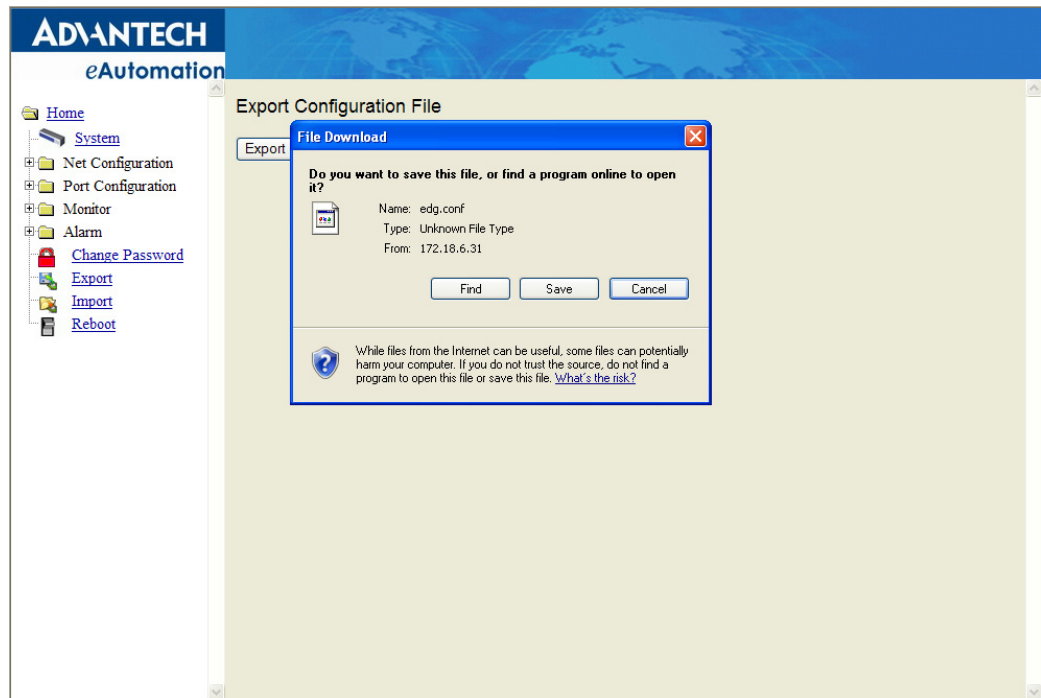 ADVANTECH
eAutomation
Home
System
Net Configuration
Port Configuration
Monitor
Alarm
Change Password
Export
Import
Reboot
Export Configuration File
Export
File Download
Do you want to save this file, or find a program online to open
it?
Name: edg.conf
Type: Unknown File Type
From: 172.18.6.31
Find Save Cancel
While files from the Internet can be useful, some files can potentially
harm your computer. If you do not trust the source, do not find a
program to open this file or save this file. What's the risk?